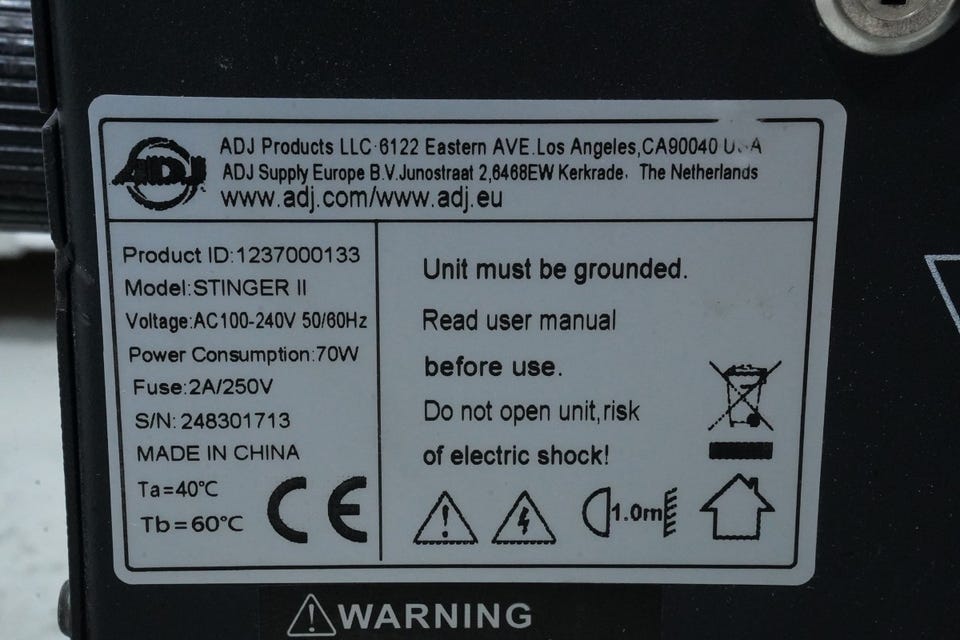 ADJ
ADJ Products LLC·6122 Eastern AVE.Los Angeles,CA90040 USA
ADJ Supply Europe B.V.Junostraat 2,6468EW Kerkrade, The Netherlands
www.adj.com/www.adj.eu
Product ID:1237000133
Model:STINGER II
Voltage:AC100-240V 50/60Hz
Power Consumption:70W
Fuse:2A/250V
S/N: 248301713
MADE IN CHINA
Ta=40℃
Tb=60℃
CE
Unit must be grounded.
Read user manual
before use.
Do not open unit,risk
of electric shock!
1.0m
WARNING